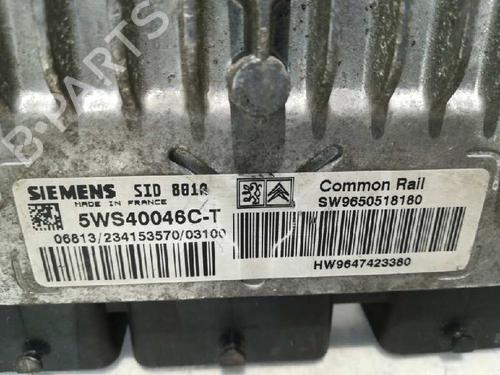 B-PARTS
SIEMENS SID 801A
MADE IN FRANCE
5WS40046C-T
06813/234153570/03100
Common Rail
SW9650518180
HW9647423380